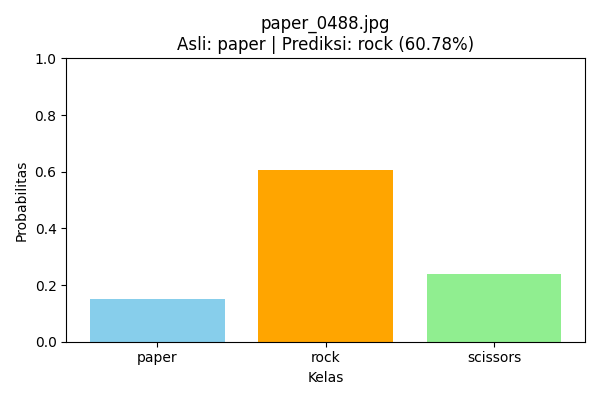 paper_0488.jpg
Asli: paper | Prediksi: rock (60.78%)
1.0
0.8
0.6
0.4
0.2
0.0
Probabilitas
paper rock scissors
Kelas